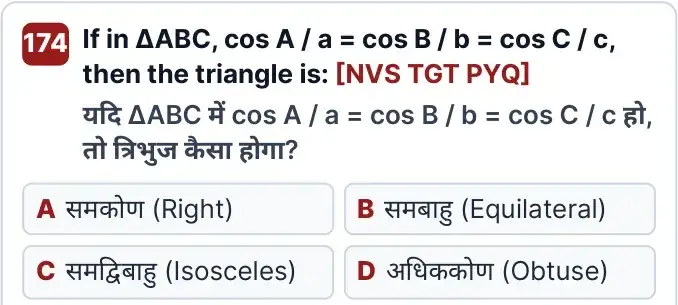 174 If in ΔABC, cos A / a = cos B / b = cos C / c,
then the triangle is: [NVS TGT PYQ]
यदि ΔABC में cos A / a = cos B / b = cos C / c हो,
तो त्रिभुज कैसा होगा?
A समकोण (Right)
B समबाहु (Equilateral)
C समद्विबाहु (Isosceles)
D अधिककोण (Obtuse)